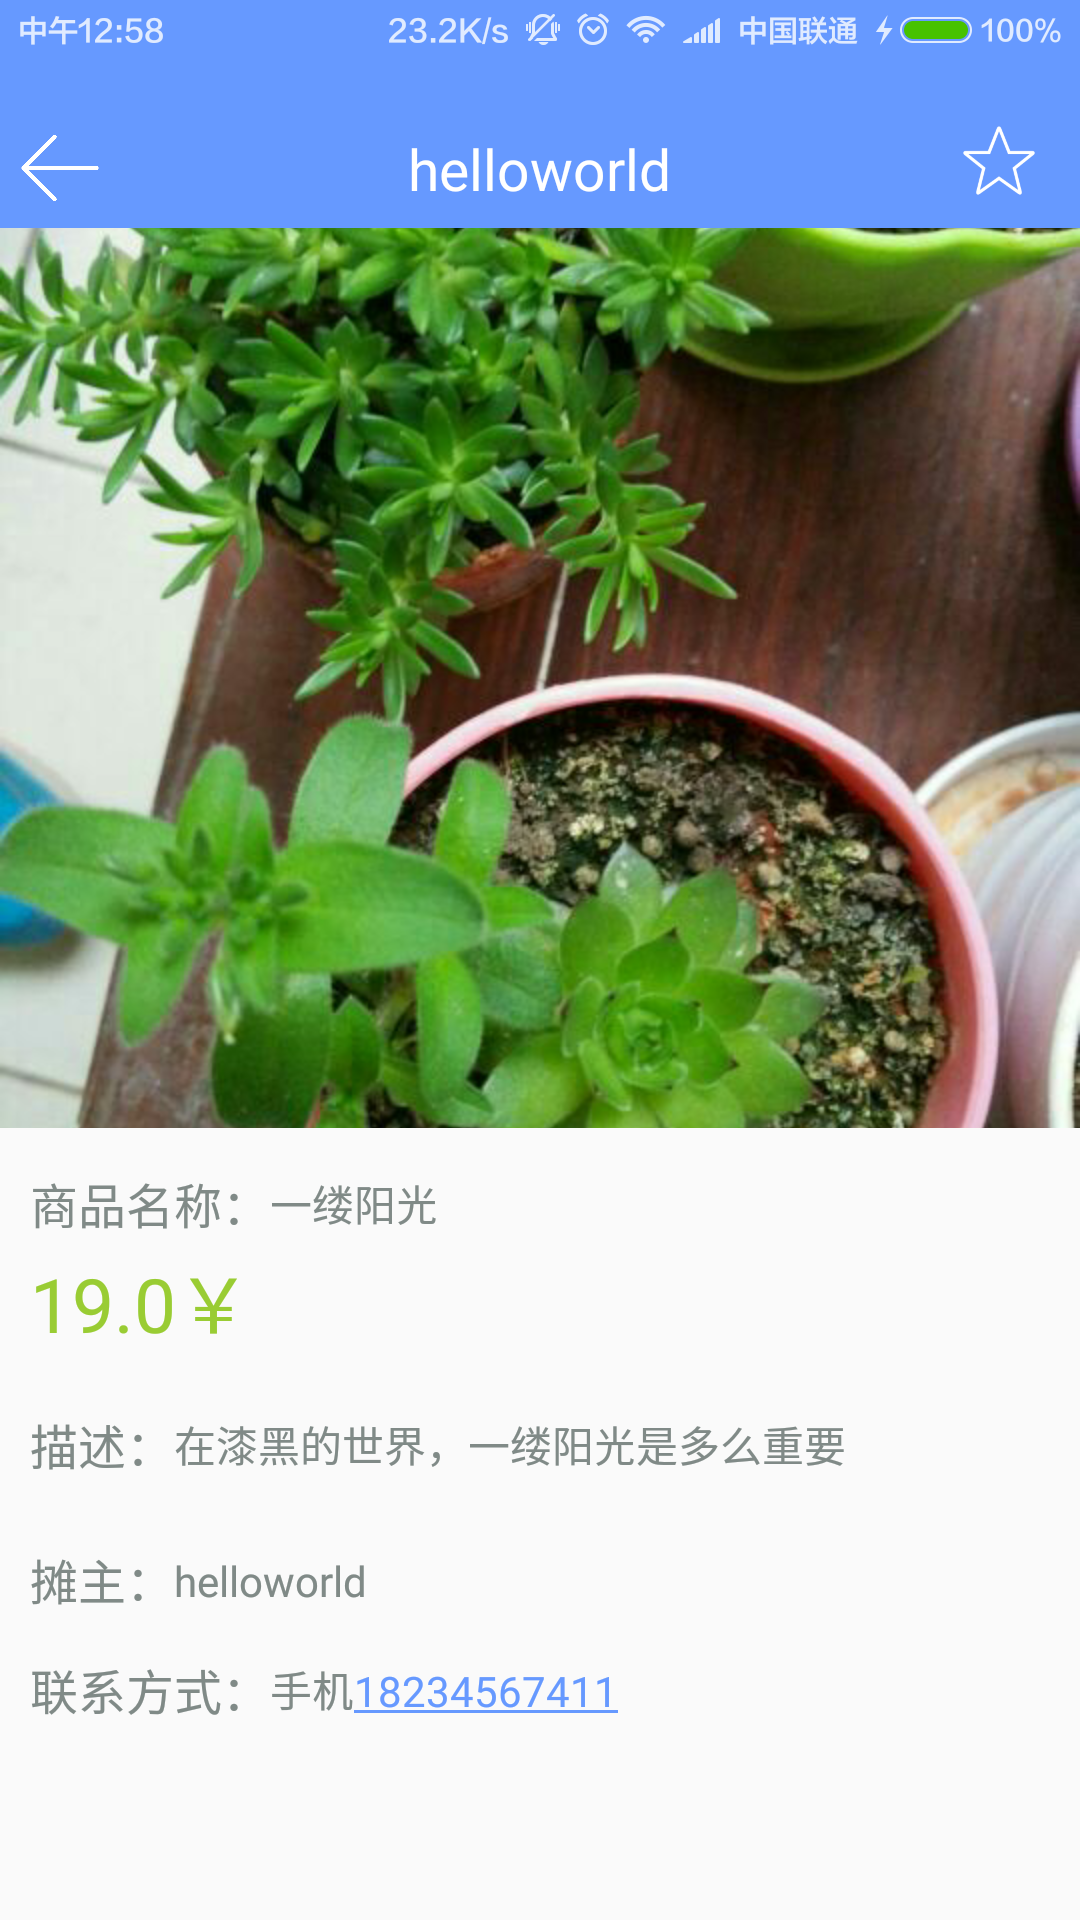 中午12:58 23.2K/s 中国联通 100%
helloworld
商品名称：一缕阳光
19.0￥
描述：在漆黑的世界，一缕阳光是多么重要
摊主：helloworld
联系方式：手机18234567411